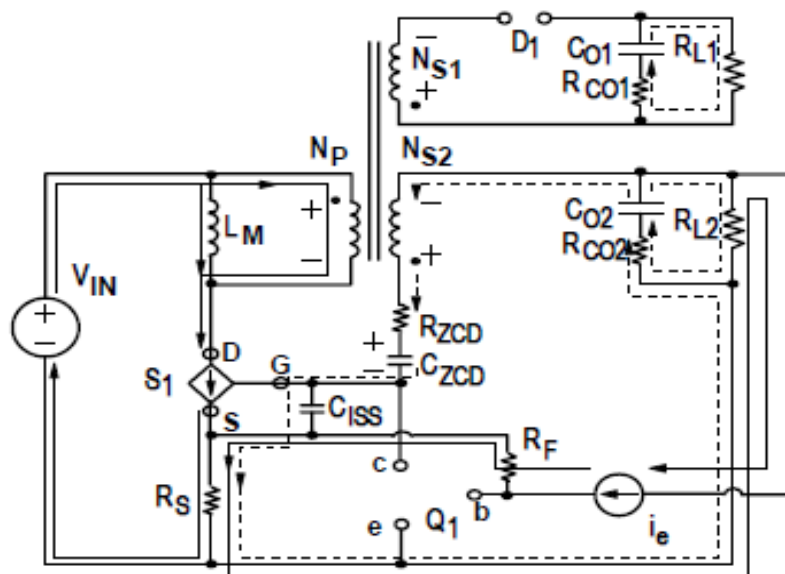 D1
CO1
RL1
NS1
RCO1
NP
NS2
LM
CO2
RL2
RCO2
VIN
RZCD
D
G
CZCD
S1
CISS
S
RF
c
RS
b
e
Q1
ie